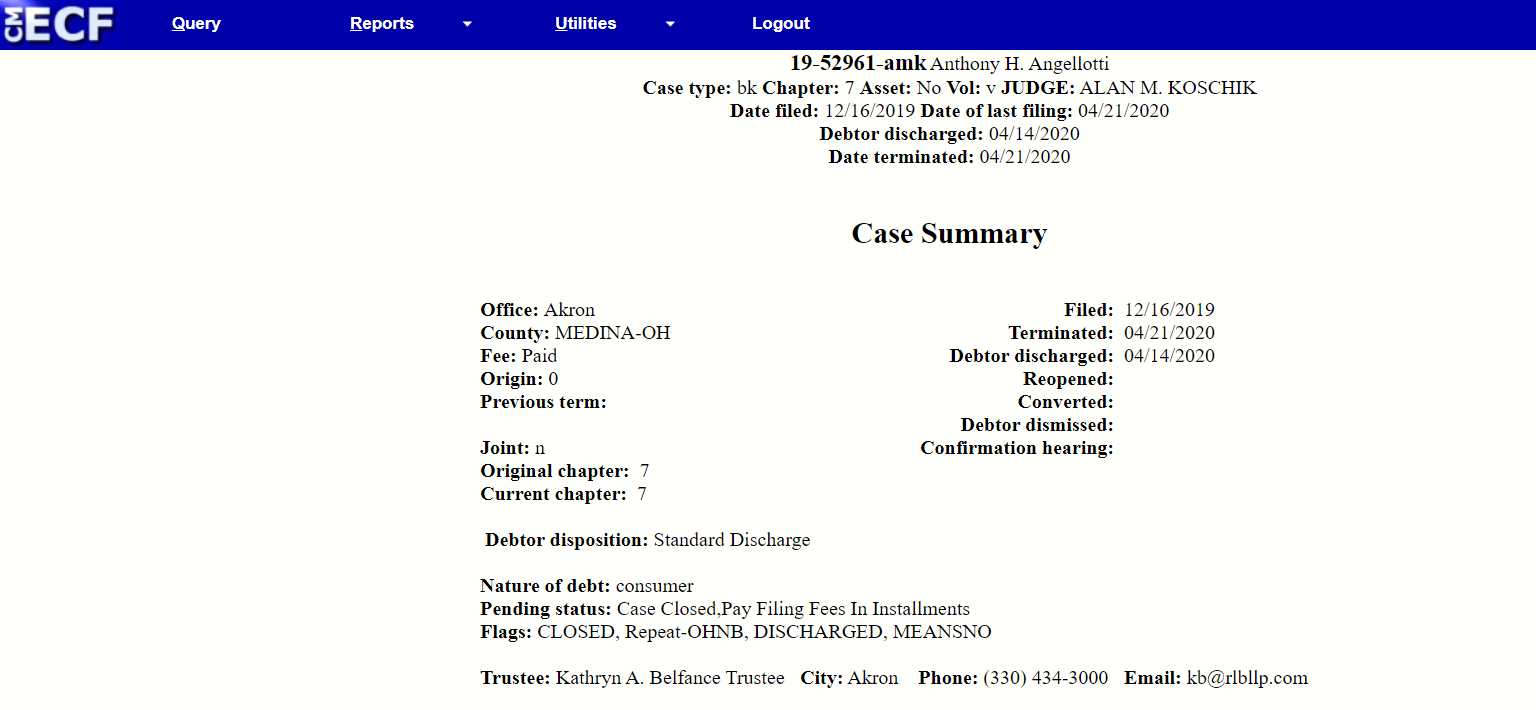 CM ECF Query Reports Utilities Logout
19-52961-amk Anthony H. Angellotti
Case type: bk Chapter: 7 Asset: No Vol: v JUDGE: ALAN M. KOSCHIK
Date filed: 12/16/2019 Date of last filing: 04/21/2020
Debtor discharged: 04/14/2020
Date terminated: 04/21/2020
Case Summary
Office: Akron Filed: 12/16/2019
County: MEDINA-OH Terminated: 04/21/2020
Fee: Paid Debtor discharged: 04/14/2020
Origin: 0 Reopened:
Previous term: Converted:
Debtor dismissed:
Joint: n Confirmation hearing:
Original chapter: 7
Current chapter: 7
Debtor disposition: Standard Discharge
Nature of debt: consumer
Pending status: Case Closed,Pay Filing Fees In Installments
Flags: CLOSED, Repeat-OHNB, DISCHARGED, MEANSNO
Trustee: Kathryn A. Belfance Trustee City: Akron Phone: (330) 434-3000 Email: kb@rlbllp.com